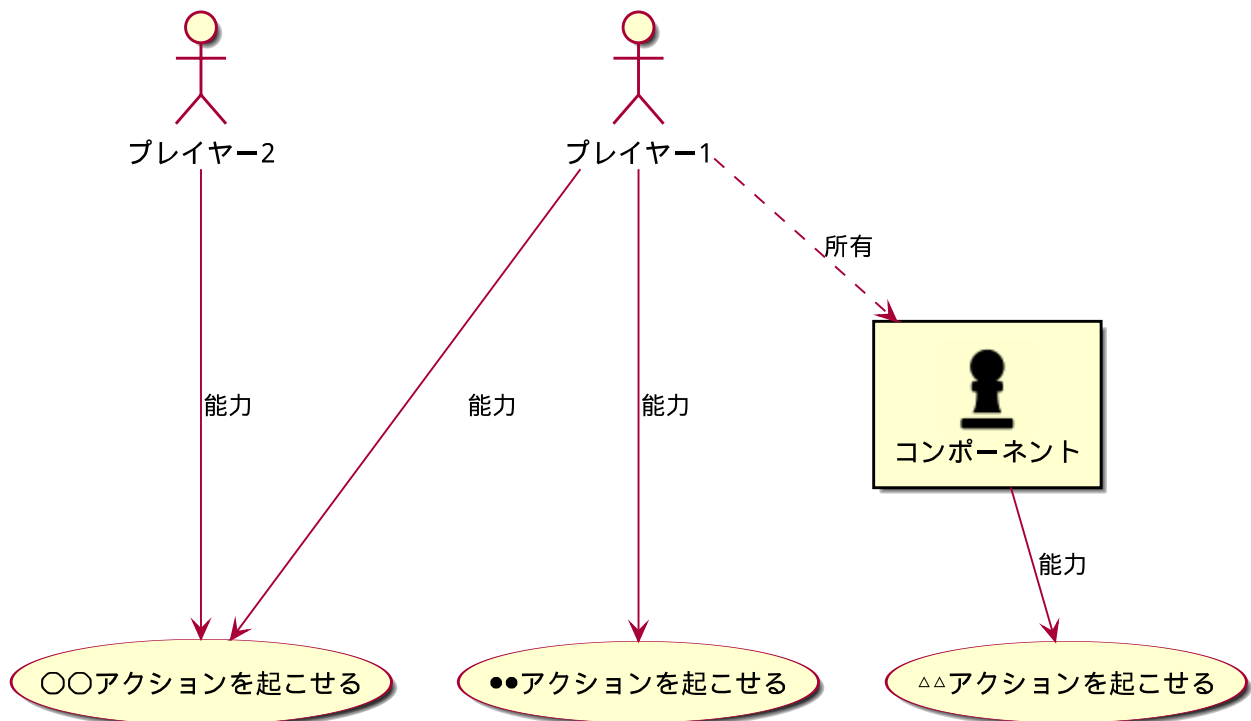 プレイヤー2
プレイヤー1
所有
コンポーネント
能力
能力
能力
能力
〇〇アクションを起こせる
●●アクションを起こせる
△△アクションを起こせる